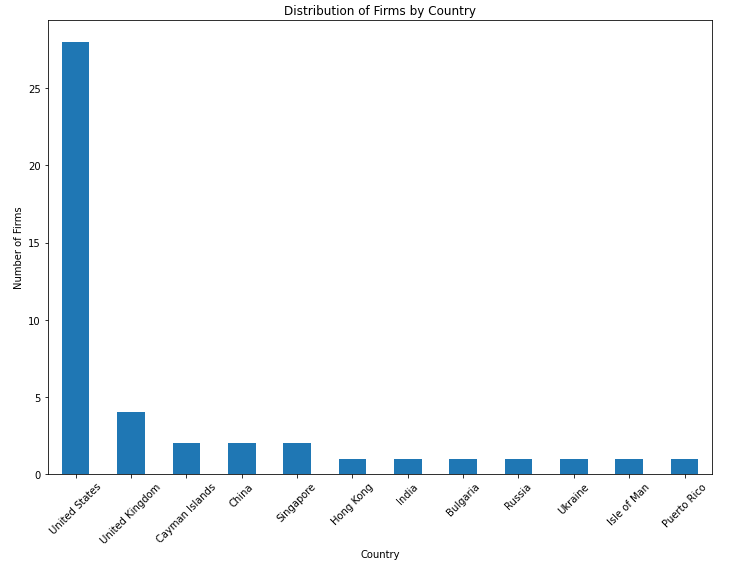 Distribution of Firms by Country
Number of Firms
25
20
15
10
5
0
United States
United Kingdom
Cayman Islands
China
Singapore
Hong Kong
India
Bulgaria
Russia
Ukraine
Isle of Man
Puerto Rico
Country